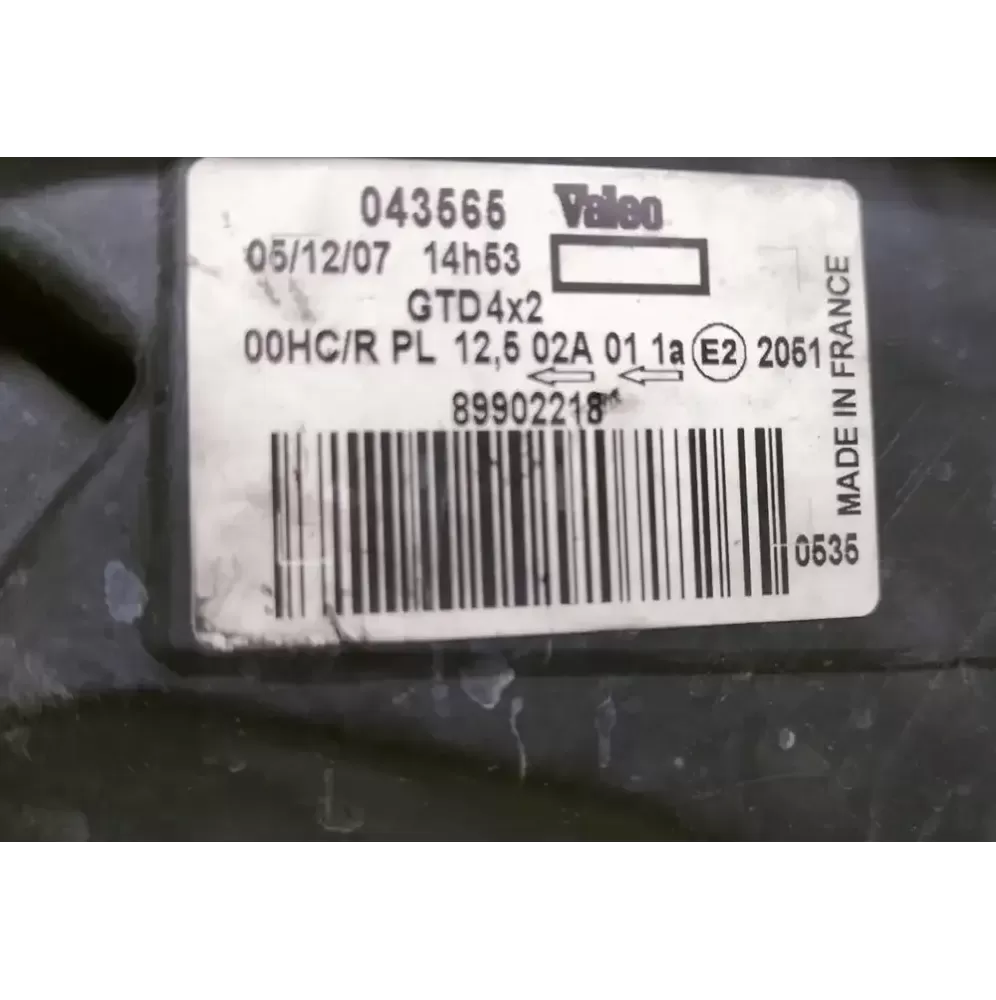 043565 Valeo
05/12/07 14h53
GTD4x2
00HC/R PL 12,5 02A 01 1a E2 2051
89902218
0535
MADE IN FRANCE